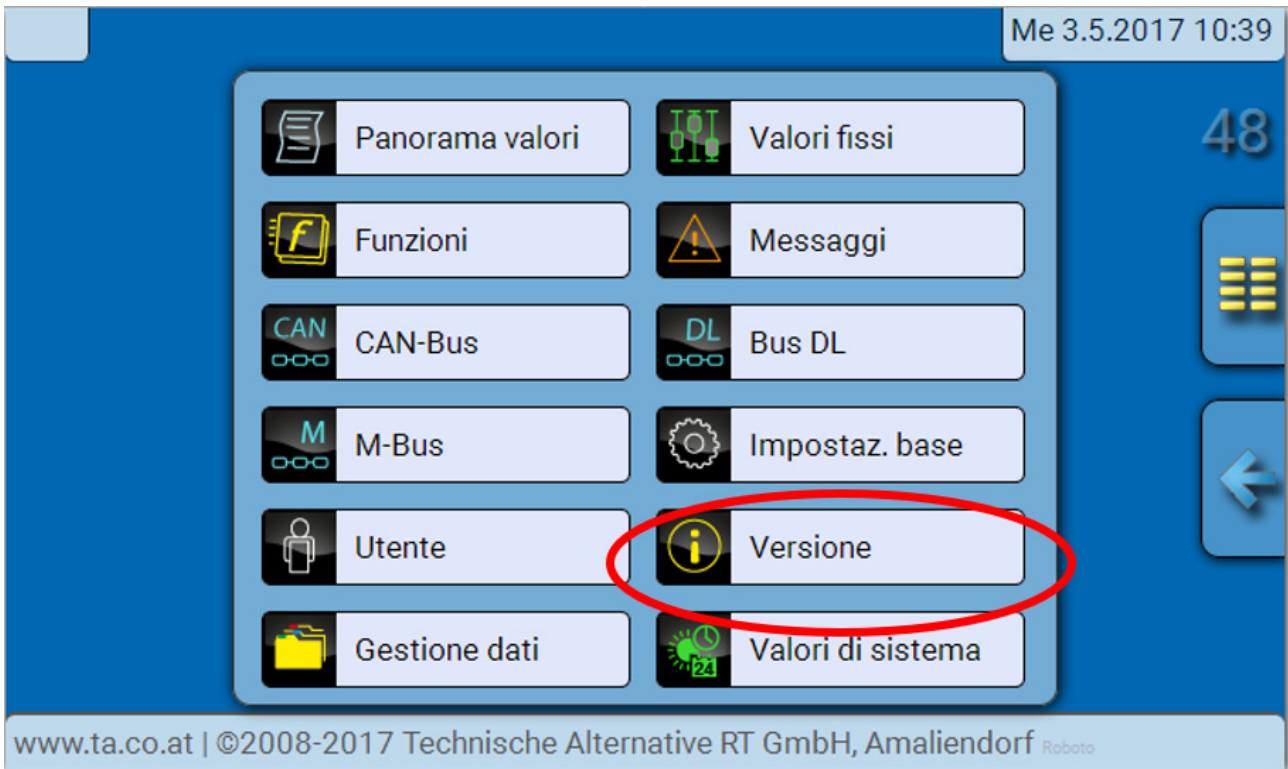 Me 3.5.2017 10:39
48
Panorama valori
Valori fissi
Funzioni
Messaggi
CAN
CAN-Bus
DL
Bus DL
M
M-Bus
Impostaz. base
Utente
Versione
Gestione dati
24
Valori di sistema
www.ta.co.at | ©2008-2017 Technische Alternative RT GmbH, Amaliendorf Roboto